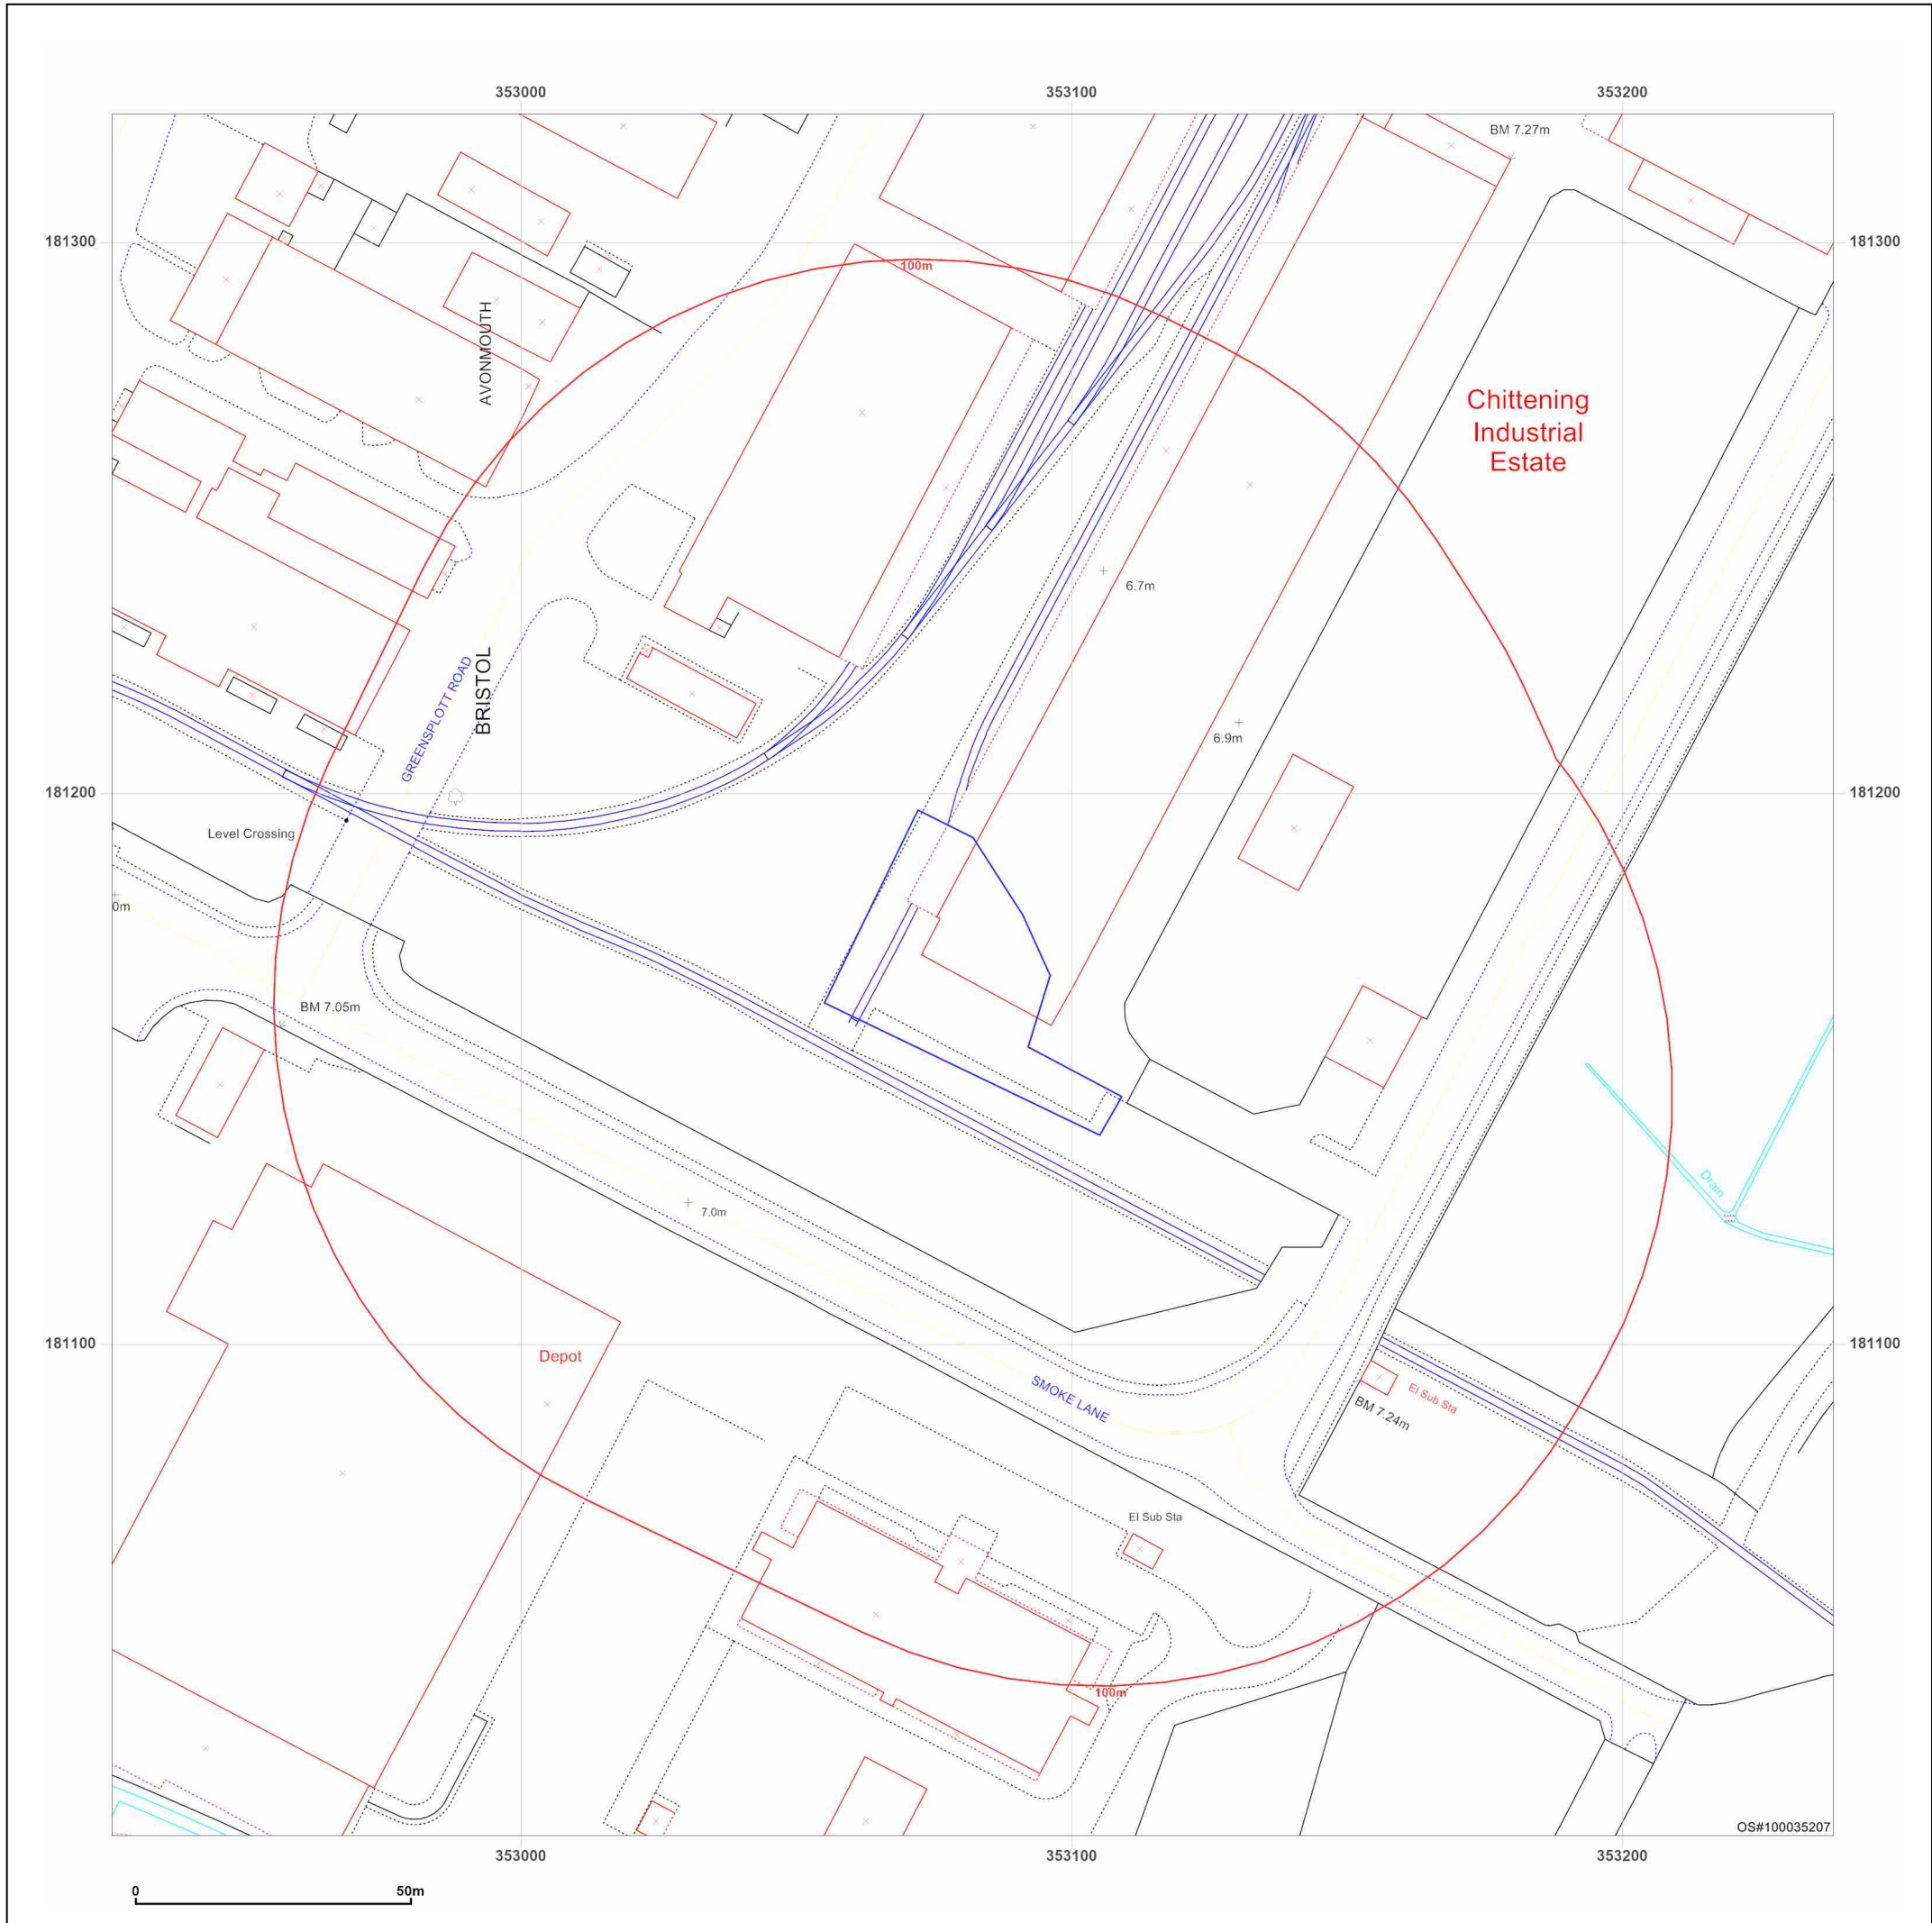 353000
353100
353200
BM 7.27m
181300
181300
100m
AVONMOUTH
Chittening
Industrial
Estate
6.7m
GREENSPLOTT ROAD
BRISTOL
6.9m
181200
181200
Level Crossing
0m
BM 7.05m
Drain
7.0m
181100
181100
Depot
SMOKE LANE
El Sub Sta
BM 7.24m
El Sub Sta
100m
OS#100035207
353000
353100
353200
0
50m